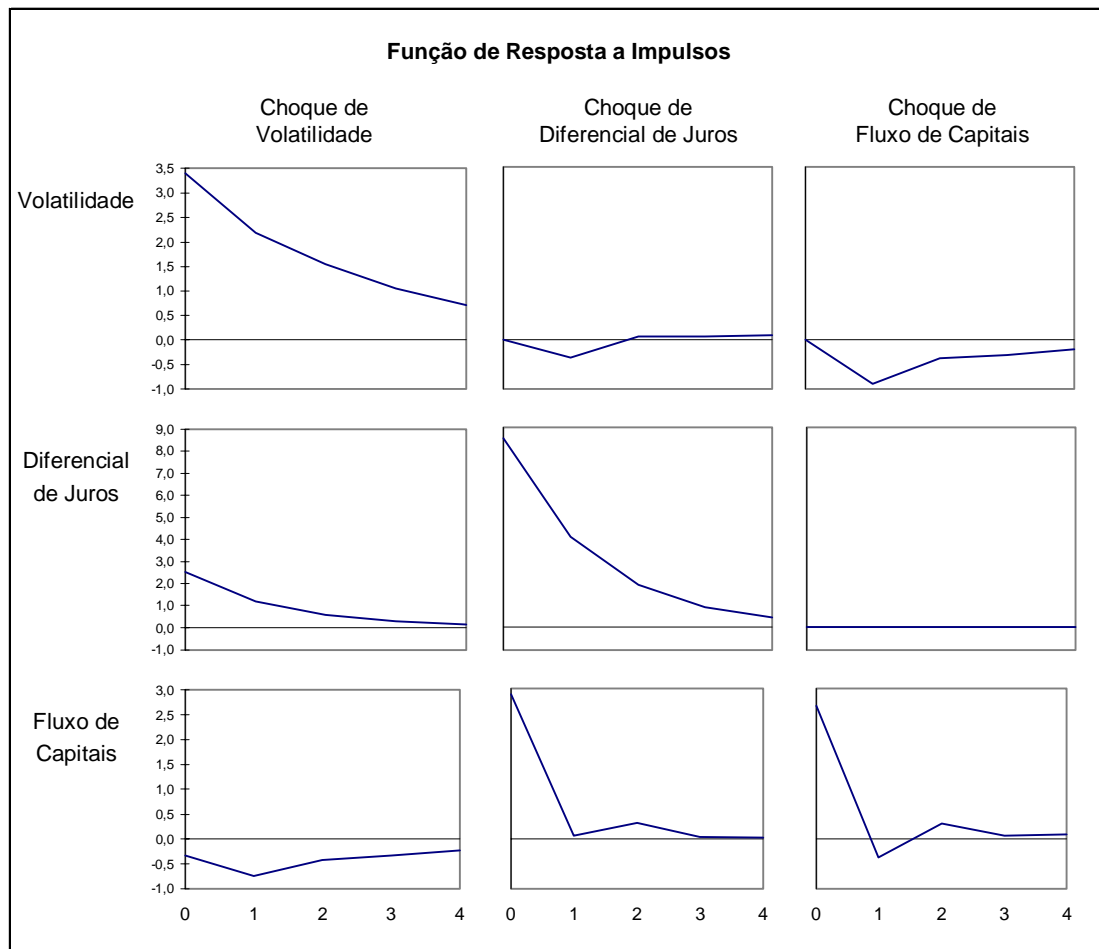 Função de Resposta a Impulsos
Choque de
Volatilidade
Choque de
Diferencial de Juros
Choque de
Fluxo de Capitais
Volatilidade
3,5
3,0
2,5
2,0
1,5
1,0
0,5
0,0
-0,5
-1,0
Diferencial
de Juros
9,0
8,0
7,0
6,0
5,0
4,0
3,0
2,0
1,0
0,0
-1,0
Fluxo de
Capitais
3,0
2,5
2,0
1,5
1,0
0,5
0,0
-0,5
-1,0
0 1 2 3 4
0 1 2 3 4
0 1 2 3 4